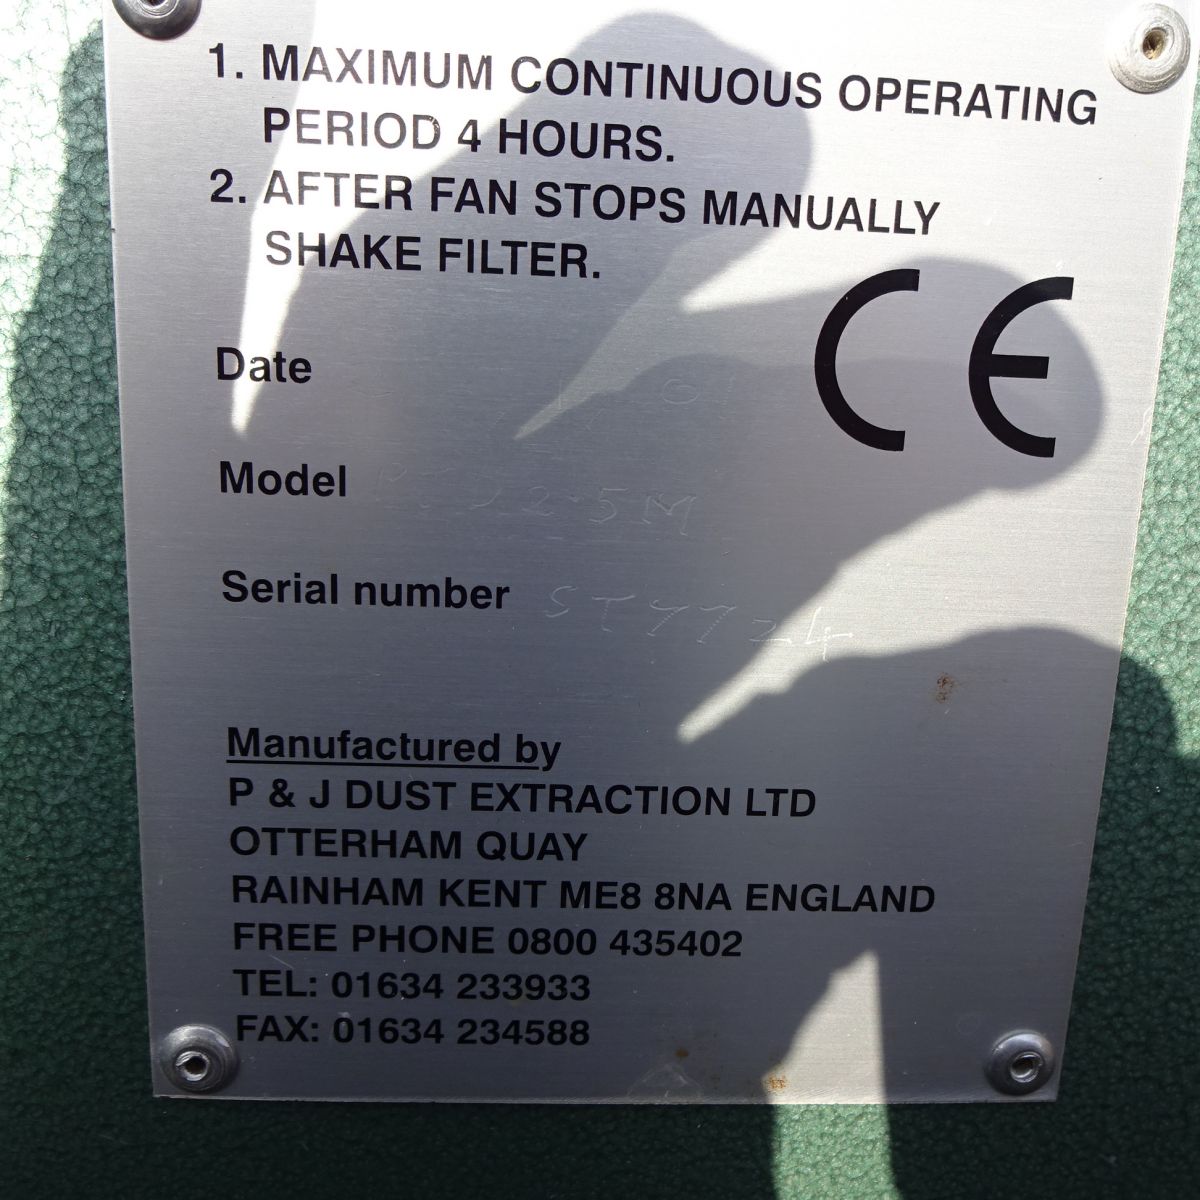 1. MAXIMUM CONTINUOUS OPERATING
PERIOD 4 HOURS.
2. AFTER FAN STOPS MANUALLY
SHAKE FILTER.
CE
Date
Model
Serial number ST7724
Manufactured by
P & J DUST EXTRACTION LTD
OTTERHAM QUAY
RAINHAM KENT ME8 8NA ENGLAND
FREE PHONE 0800 435402
TEL: 01634 233933
FAX: 01634 234588